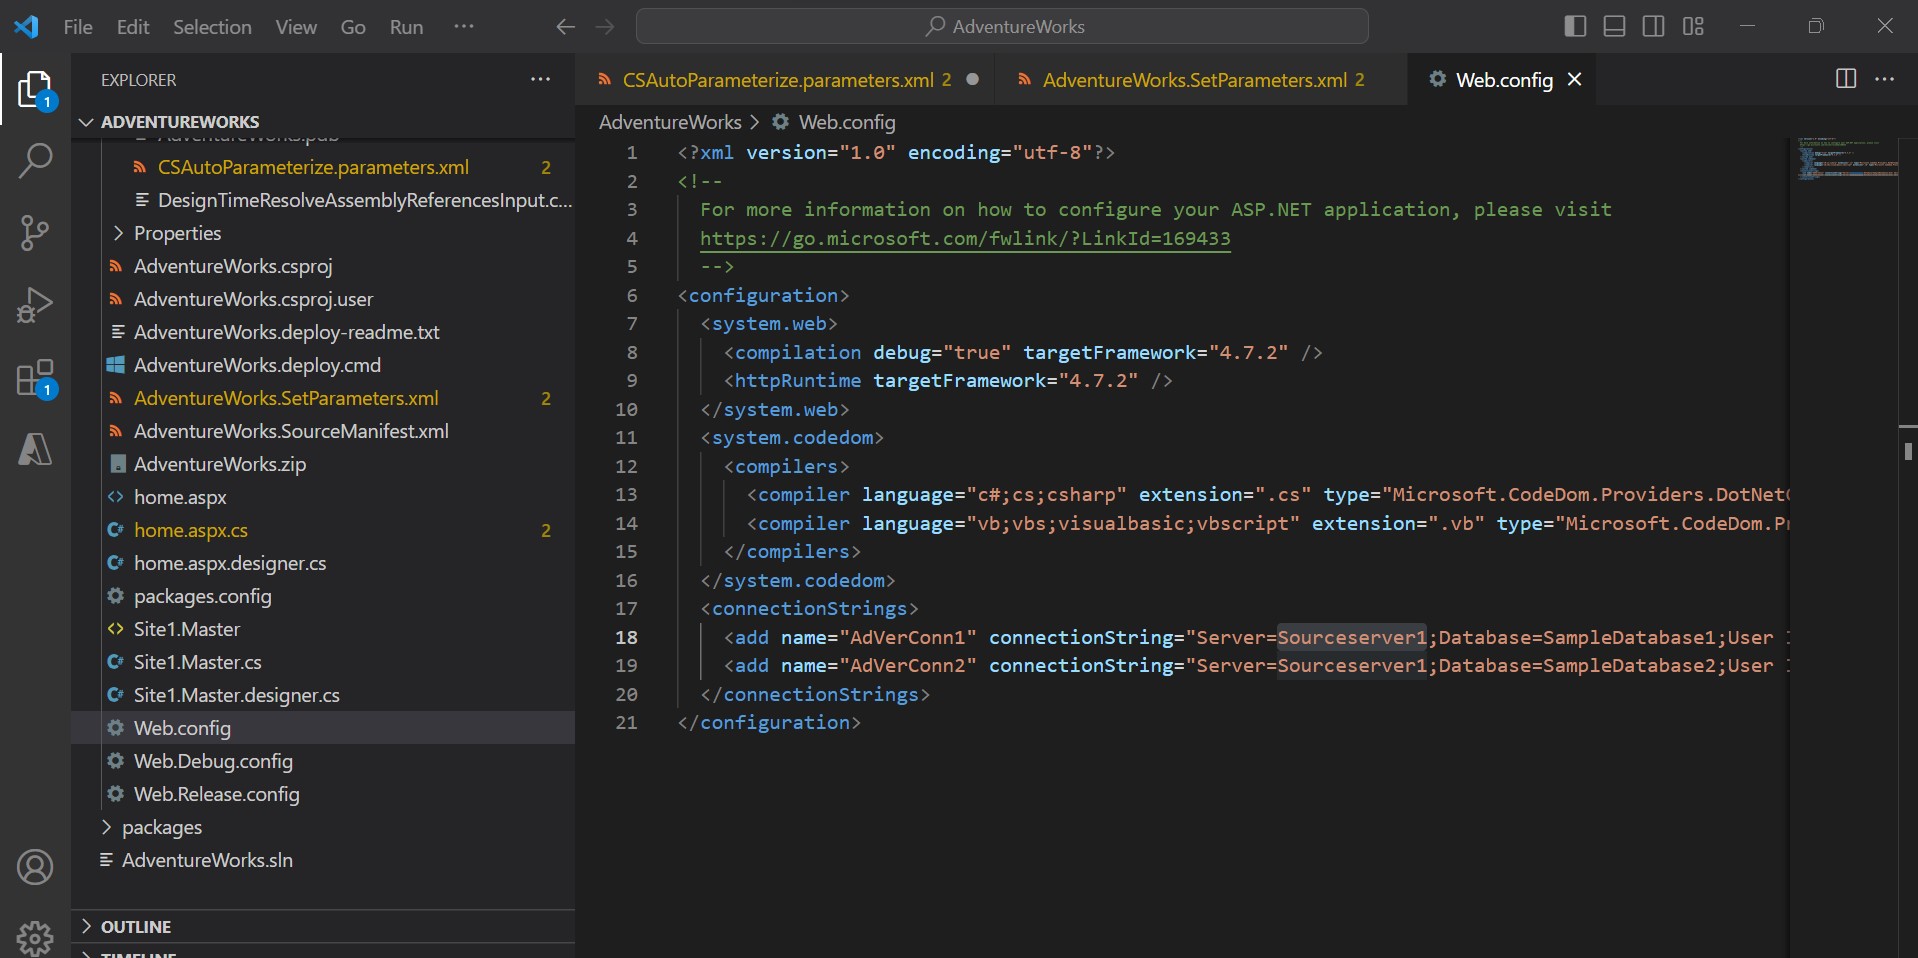 File Edit Selection View Go Run ··· AdventureWorks
EXPLORER ···
ADVENTUREWORKS
AdventureWorks.pub
CSAutoParameterize.parameters.xml 2
DesignTimeResolveAssemblyReferencesInput.c...
Properties
AdventureWorks.csproj
AdventureWorks.csproj.user
AdventureWorks.deploy-readme.txt
AdventureWorks.deploy.cmd
AdventureWorks.SetParameters.xml 2
AdventureWorks.SourceManifest.xml
AdventureWorks.zip
home.aspx
home.aspx.cs 2
home.aspx.designer.cs
packages.config
Site1.Master
Site1.Master.cs
Site1.Master.designer.cs
Web.config
Web.Debug.config
Web.Release.config
packages
AdventureWorks.sln
OUTLINE
TIMELINE
1
1
CSAutoParameterize.parameters.xml 2 AdventureWorks.SetParameters.xml 2 Web.config
AdventureWorks > Web.config
1 <?xml version="1.0" encoding="utf-8"?>
2 <!--
3 For more information on how to configure your ASP.NET application, please visit
4 https://go.microsoft.com/fwlink/?LinkId=169433
5 -->
6 <configuration>
7 <system.web>
8 <compilation debug="true" targetFramework="4.7.2" />
9 <httpRuntime targetFramework="4.7.2" />
10 </system.web>
11 <system.codedom>
12 <compilers>
13 <compiler language="c#;cs;csharp" extension=".cs" type="Microsoft.CodeDom.Providers.DotNetC
14 <compiler language="vb;vbs;visualbasic;vbscript" extension=".vb" type="Microsoft.CodeDom.Pr
15 </compilers>
16 </system.codedom>
17 <connectionStrings>
18 <add name="AdVerConn1" connectionString="Server=Sourceserver1;Database=SampleDatabase1;User
19 <add name="AdVerConn2" connectionString="Server=Sourceserver1;Database=SampleDatabase2;User
20 </connectionStrings>
21 </configuration>